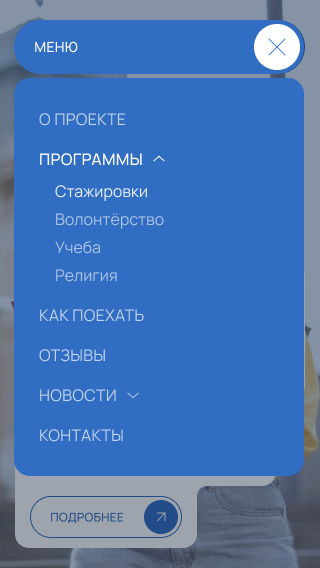 МЕНЮ
О ПРОЕКТЕ
ПРОГРАММЫ
Стажировки
Волонтёрство
Учеба
Религия
КАК ПОЕХАТЬ
ОТЗЫВЫ
НОВОСТИ
КОНТАКТЫ
ПОДРОБНЕЕ